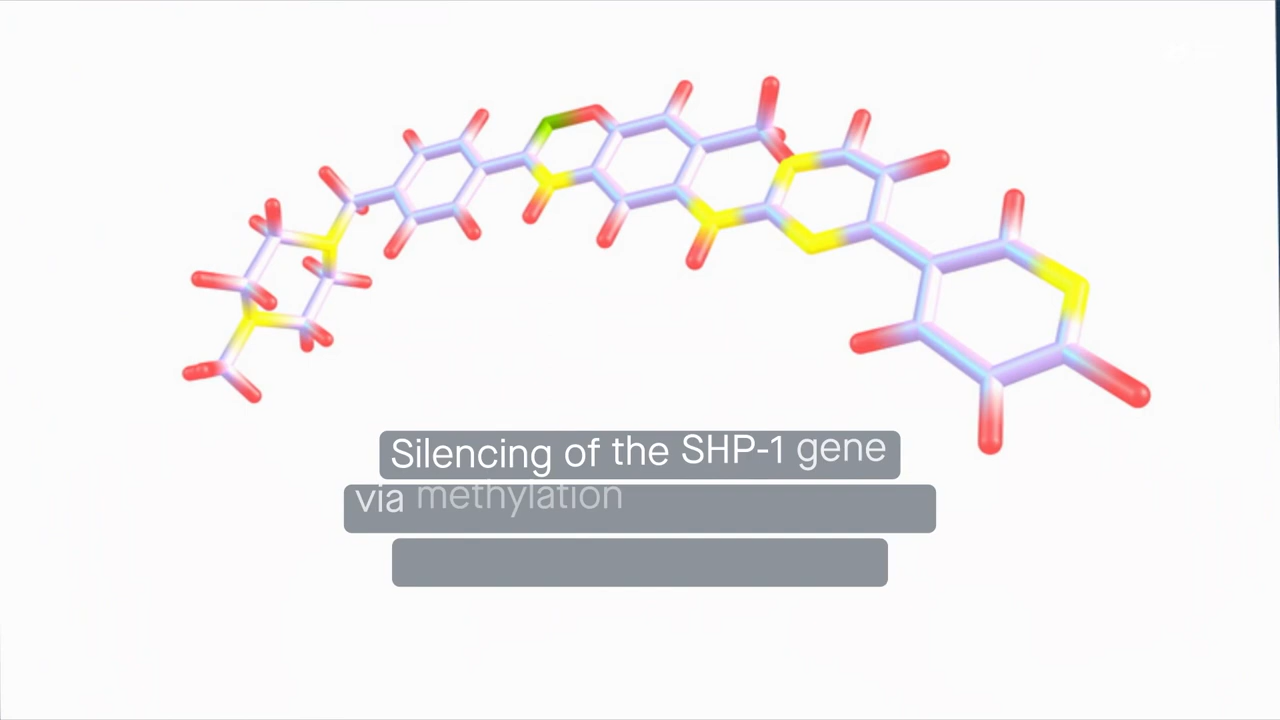 Silencing of the SHP-1 gene
via methylation